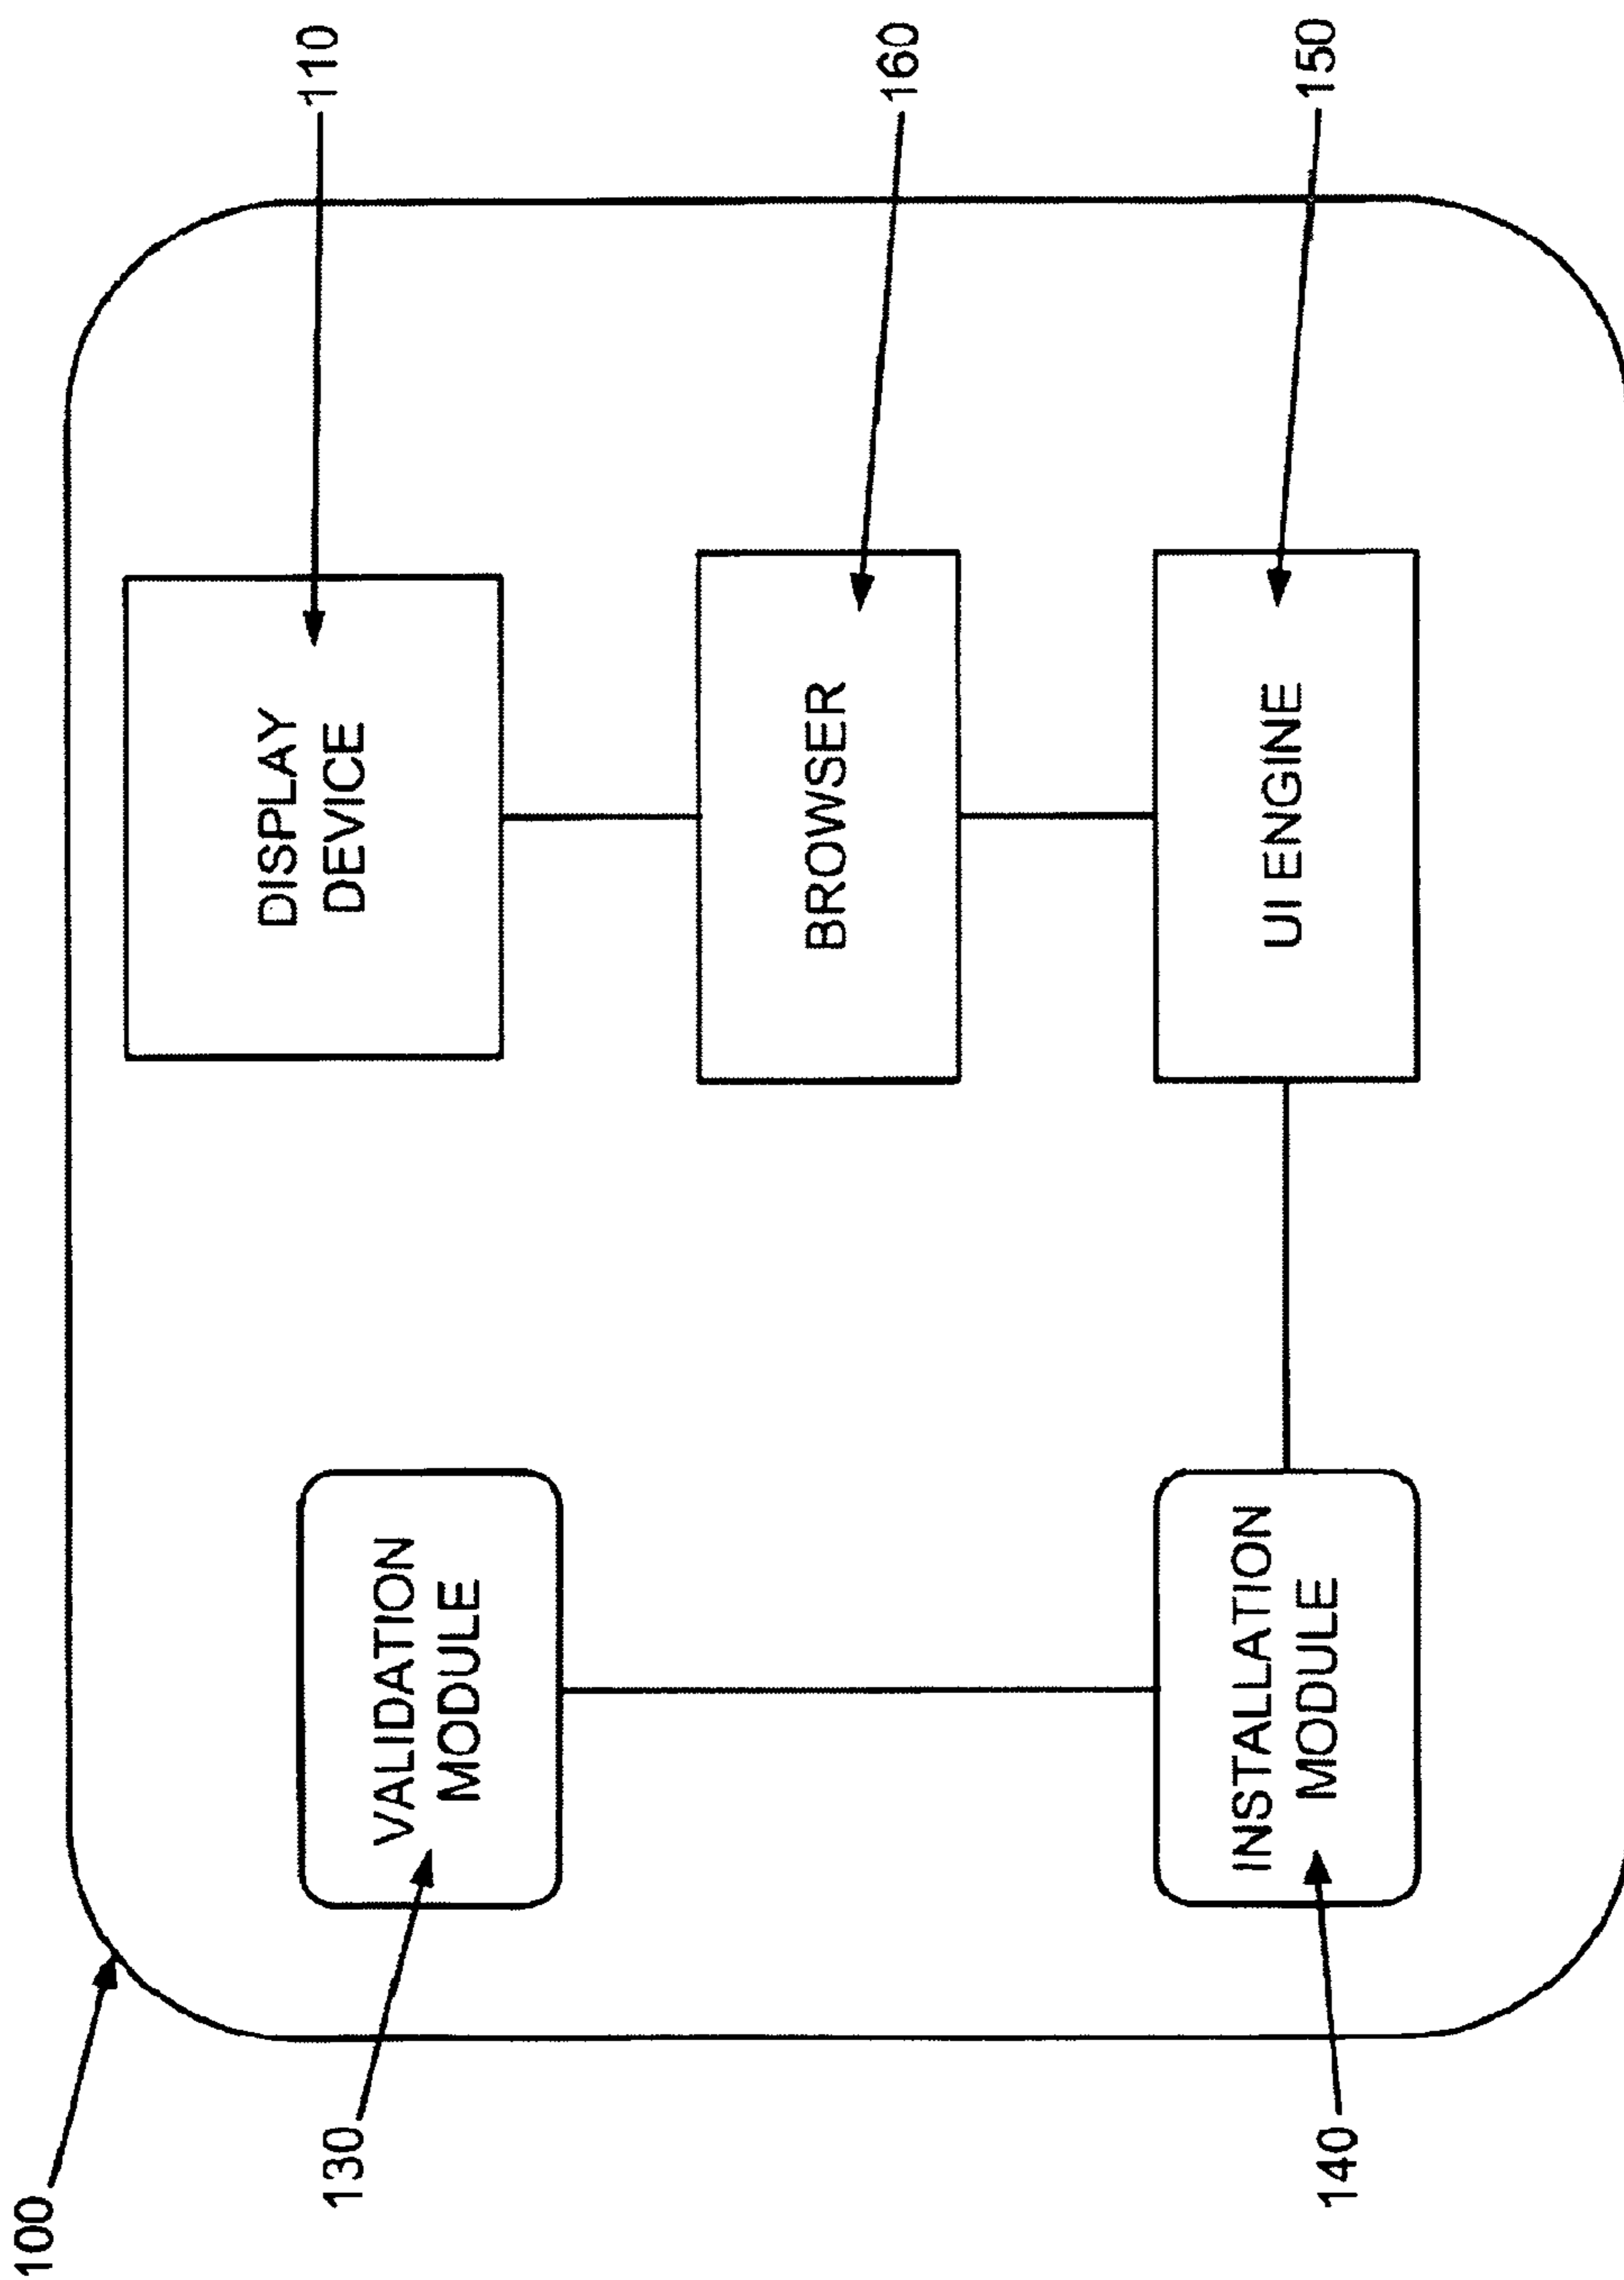 100
130
VALIDATION
MODULE
DISPLAY
DEVICE
110
BROWSER
160
140
INSTALLATION
MODULE
UI ENGINE
150